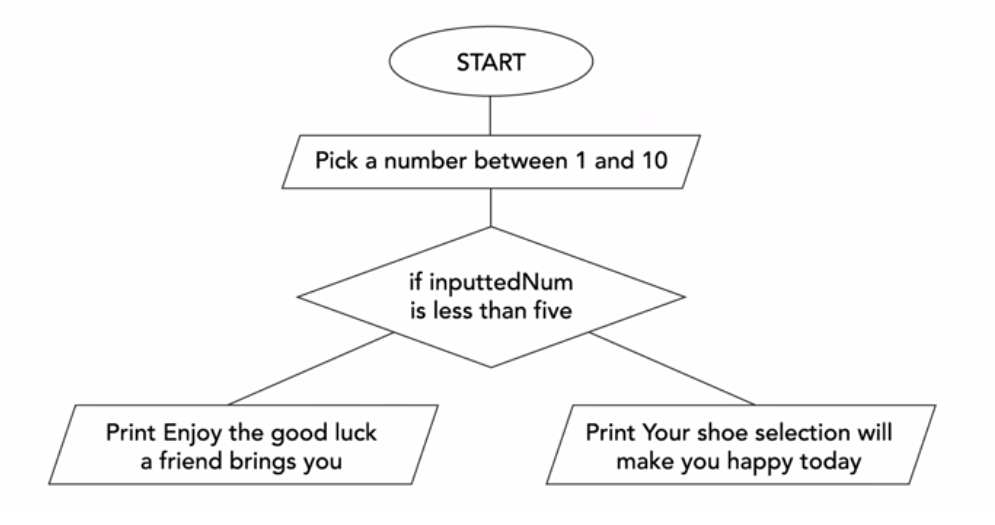 START
Pick a number between 1 and 10
if inputtedNum
is less than five
Print Enjoy the good luck
a friend brings you
Print Your shoe selection will
make you happy today